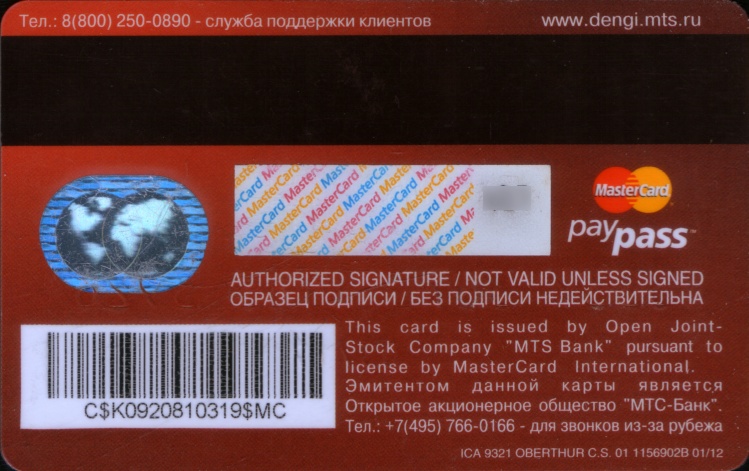 Тел.: 8(800) 250-0890 - служба поддержки клиентов
www.dengi.mts.ru
MasterCard
paypass™
AUTHORIZED SIGNATURE / NOT VALID UNLESS SIGNED
ОБРАЗЕЦ ПОДПИСИ / БЕЗ ПОДПИСИ НЕДЕЙСТВИТЕЛЬНА
This card is issued by Open Joint-
Stock Company "MTS Bank" pursuant to
license by MasterCard International.
Эмитентом данной карты является
Открытое акционерное общество "МТС-Банк".
Тел.: +7(495) 766-0166 - для звонков из-за рубежа
C$K0920810319$MC
ICA 9321 OBERTHUR C.S. 01 1156902B 01/12